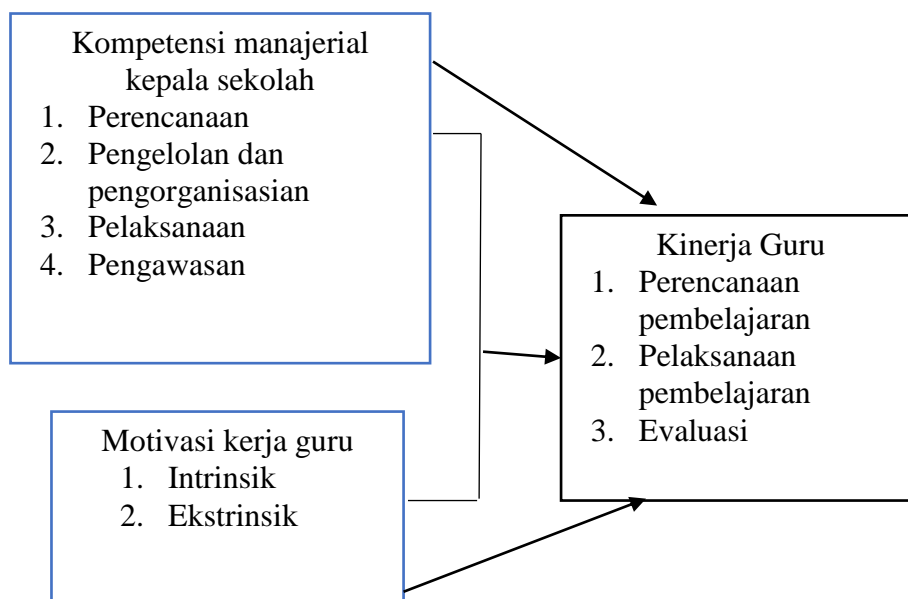 Kompetensi manajerial
kepala sekolah
1. Perencanaan
2. Pengelolan dan
pengorganisasian
3. Pelaksanaan
4. Pengawasan
Motivasi kerja guru
1. Intrinsik
2. Ekstrinsik
Kinerja Guru
1. Perencanaan
pembelajaran
2. Pelaksanaan
pembelajaran
3. Evaluasi